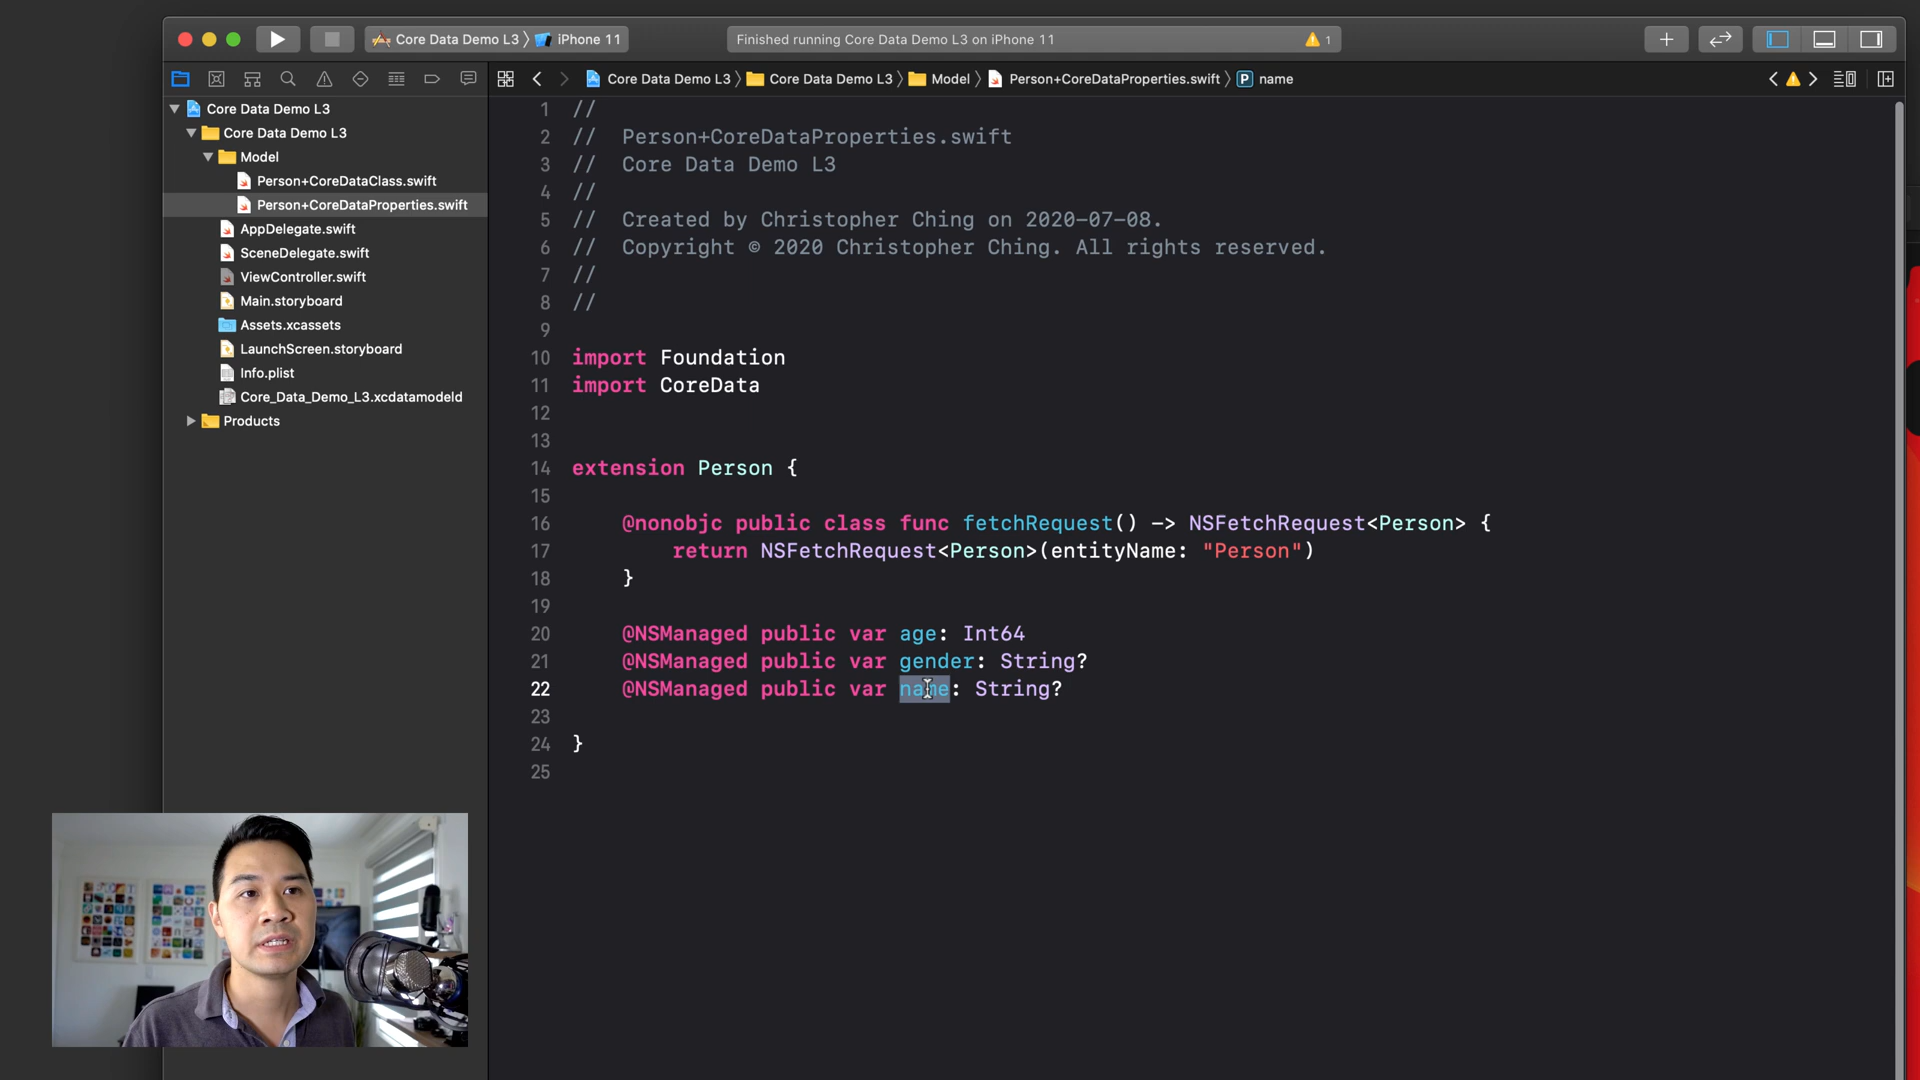 Core Data Demo L3 〉 iPhone 11
Finished running Core Data Demo L3 on iPhone 11
1
Core Data Demo L3 〉 Core Data Demo L3 〉 Model 〉 Person+CoreDataProperties.swift 〉 P name
Core Data Demo L3
Core Data Demo L3
Model
Person+CoreDataClass.swift
Person+CoreDataProperties.swift
AppDelegate.swift
SceneDelegate.swift
ViewController.swift
Main.storyboard
Assets.xcassets
LaunchScreen.storyboard
Info.plist
Core_Data_Demo_L3.xcdatamodeld
Products
1 //
2 //  Person+CoreDataProperties.swift
3 //  Core Data Demo L3
4 //
5 //  Created by Christopher Ching on 2020-07-08.
6 //  Copyright © 2020 Christopher Ching. All rights reserved.
7 //
8 //
9
10 import Foundation
11 import CoreData
12
13
14 extension Person {
15
16     @nonobjc public class func fetchRequest() -> NSFetchRequest<Person> {
17         return NSFetchRequest<Person>(entityName: "Person")
18     }
19
20     @NSManaged public var age: Int64
21     @NSManaged public var gender: String?
22     @NSManaged public var name: String?
23
24 }
25